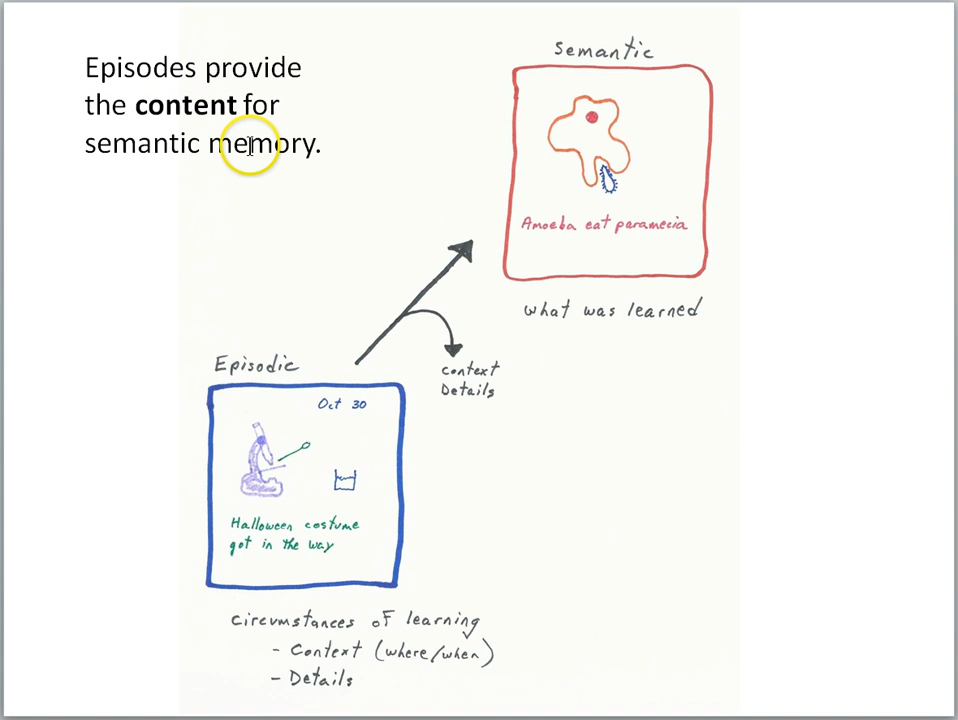 Episodes provide
the content for
semantic memory.
Semantic
Amoeba eat paramecia
what was learned
Episodic
context
Details
Oct 30
Halloween costume
got in the way
Circumstances of learning
- Context (where/when)
- Details